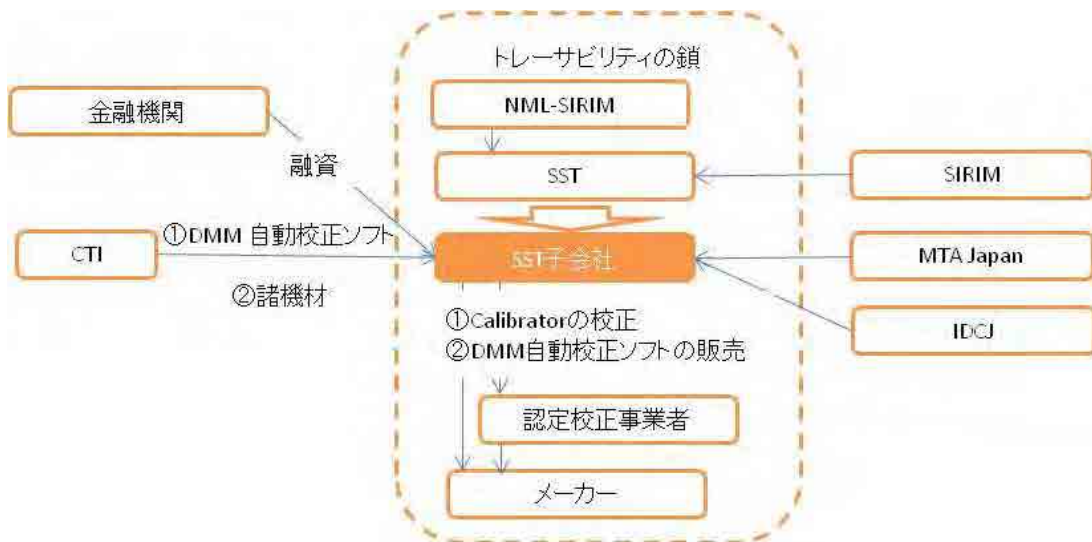 トレーサビリティの鎖
金融機関
NML-SIRIM
融資
SST
SIRIM
①DMM 自動校正ソフト
CTI
SST子会社
MTA Japan
②諸機材
IDCJ
①Calibratorの校正
②DMM自動校正ソフトの販売
認定校正事業者
メーカー